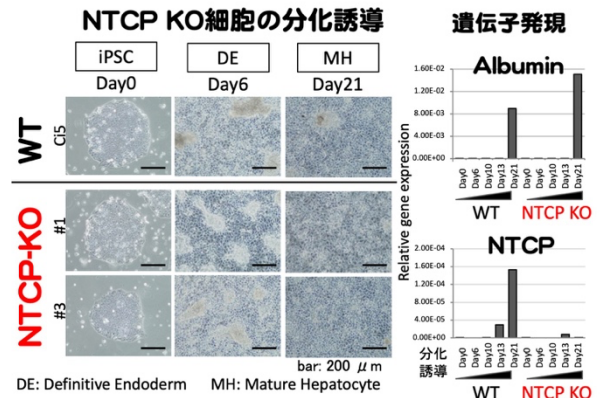 NTCP KO細胞の分化誘導
iPSC
DE
MH
Day0
Day6
Day21
WT
Ci5
NTCP-KO
#1
#3
bar: 200 μm
DE: Definitive Endoderm
MH: Mature Hepatocyte
遺伝子発現
Relative gene expression
Albumin
1.60E-02
1.20E-02
8.00E-03
4.00E-03
0.00E+00
Day0
Day6
Day10
Day13
Day21
Day0
Day6
Day10
Day13
Day21
WT
NTCP KO
NTCP
2.00E-04
1.60E-04
1.20E-04
8.00E-05
4.00E-05
0.00E+00
分化
誘導
Day0
Day6
Day10
Day13
Day21
Day0
Day6
Day10
Day13
Day21
WT
NTCP KO